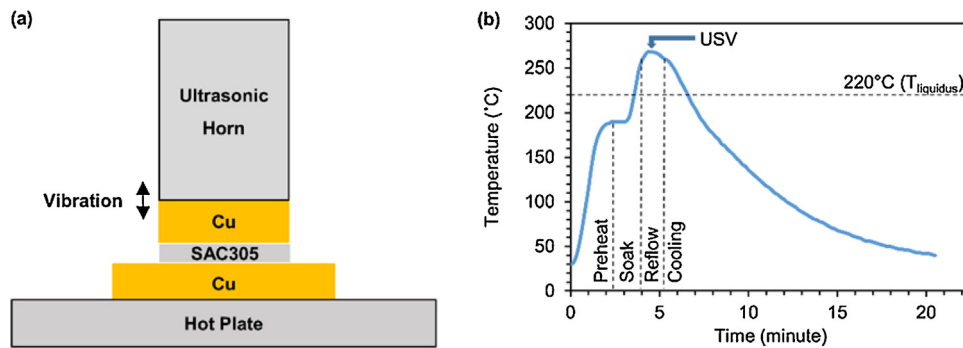 (a)
Ultrasonic
Horn
Vibration
Cu
SAC305
Cu
Hot Plate
(b)
USV
220°C (Tliquidus)
Temperature (˚C)
300
250
200
150
100
50
0
Preheat
Soak
Reflow
Cooling
0
5
10
15
20
Time (minute)